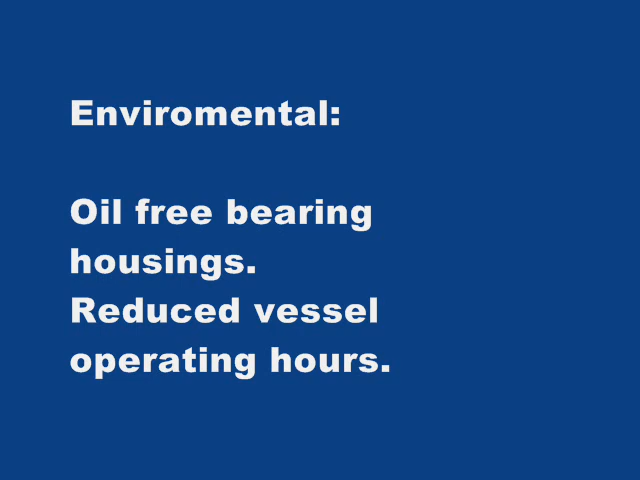 Enviromental:
Oil free bearing
housings.
Reduced vessel
operating hours.